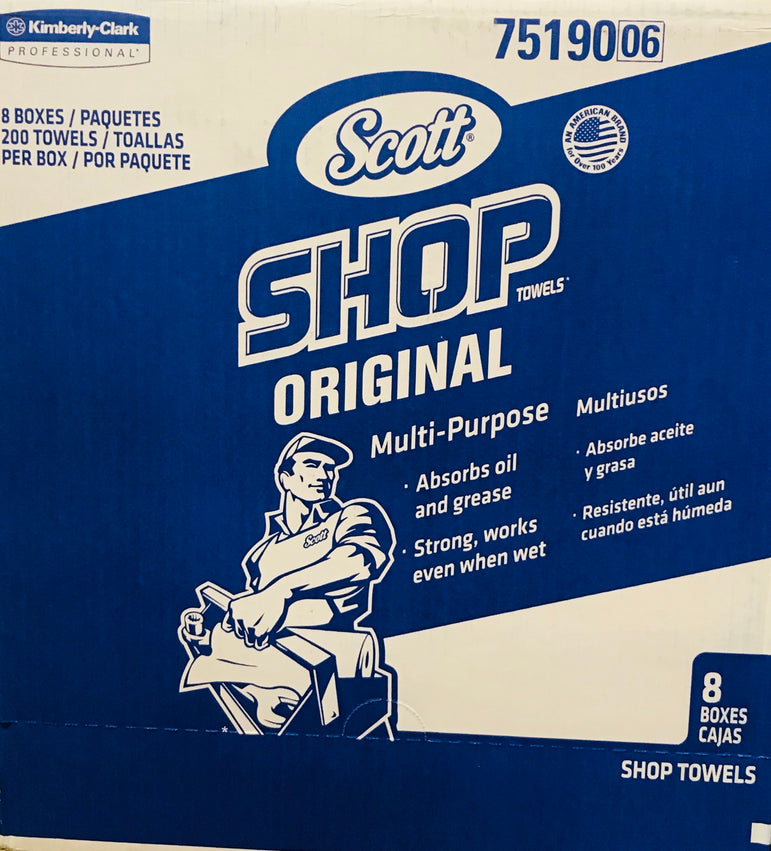 Kimberly-Clark
PROFESSIONAL*
7519006
8 BOXES / PAQUETES
200 TOWELS / TOALLAS
PER BOX / POR PAQUETE
Scott®
AN AMERICAN BRAND
for Over 100 Years
SHOP
TOWELS*
ORIGINAL
Multi-Purpose
· Absorbs oil
and grease
· Strong, works
even when wet
Multiusos
· Absorbe aceite
y grasa
· Resistente, útil aun
cuando está húmeda
Scott
8
BOXES
CAJAS
SHOP TOWELS